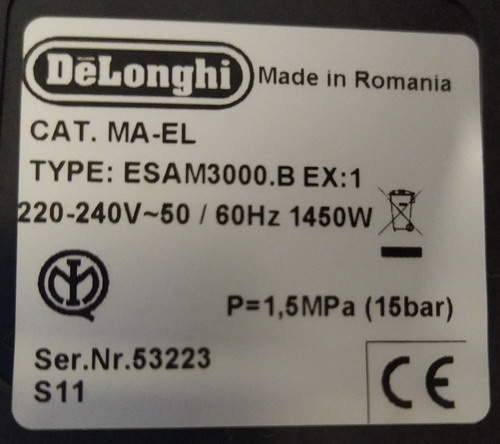 DeLonghi Made in Romania
CAT. MA-EL
TYPE: ESAM3000.B EX:1
220-240V~50 / 60Hz 1450W
P=1,5MPa (15bar)
Ser.Nr.53223
S11
CE